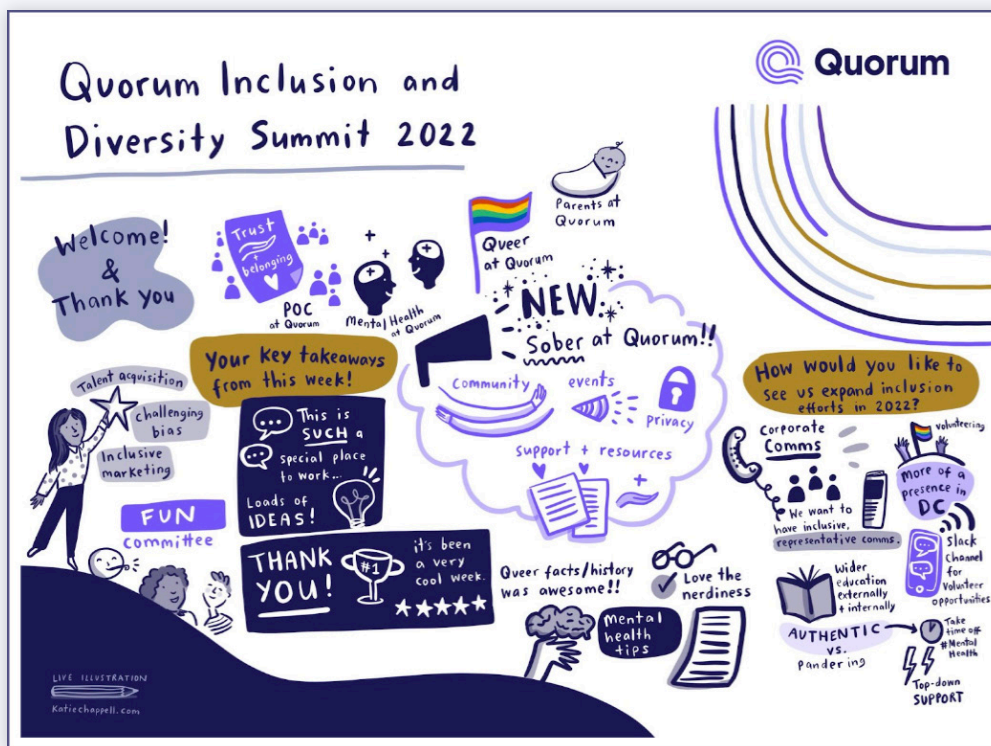 Quorum Inclusion and
Diversity Summit 2022
Quorum
Welcome!
&
Thank you
Trust
+
belonging
POC
at Quorum
Mental Health
at Quorum
Queer
at Quorum
Parents at
Quorum
NEW
Sober at Quorum!!
community
events
privacy
support + resources
Your key takeaways
from this week!
Talent acquisition
challenging
bias
Inclusive
marketing
FUN
committee
This is
SUCH a
special place
to work...
Loads of
IDEAS!
THANK
YOU!
#1
it's been
a very
cool week.
Queer facts/history
was awesome!!
Love the
nerdiness
Mental
health
tips
How would you like to
see us expand inclusion
efforts in 2022?
Corporate
Comms
We want to
have inclusive,
representative comms.
Volunteering
More of a
presence in
DC
Slack
Channel
for
Volunteer
opportunities
Wider
education
externally
+ internally
AUTHENTIC
vs.
pandering
Take
time off
#Mental
Health
Top-down
SUPPORT
LIVE ILLUSTRATION
Katiechappell.com